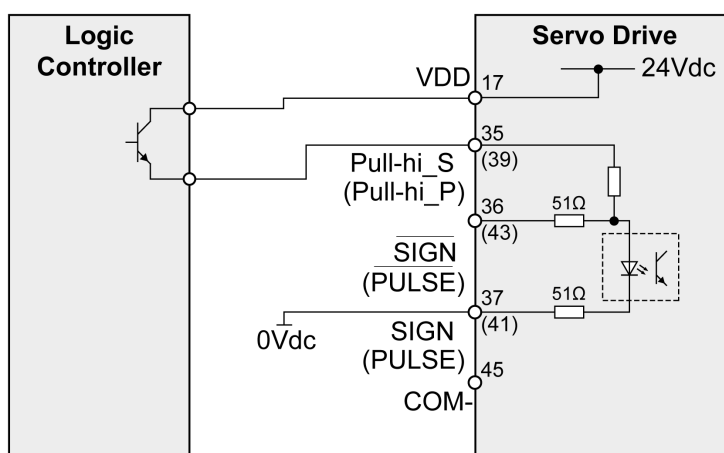 Logic
Controller
Servo Drive
24Vdc
VDD
17
35
(39)
Pull-hi_S
(Pull-hi_P)
36
(43)
51Ω
SIGN
(PULSE)
37
(41)
51Ω
0Vdc
SIGN
(PULSE)
45
COM-